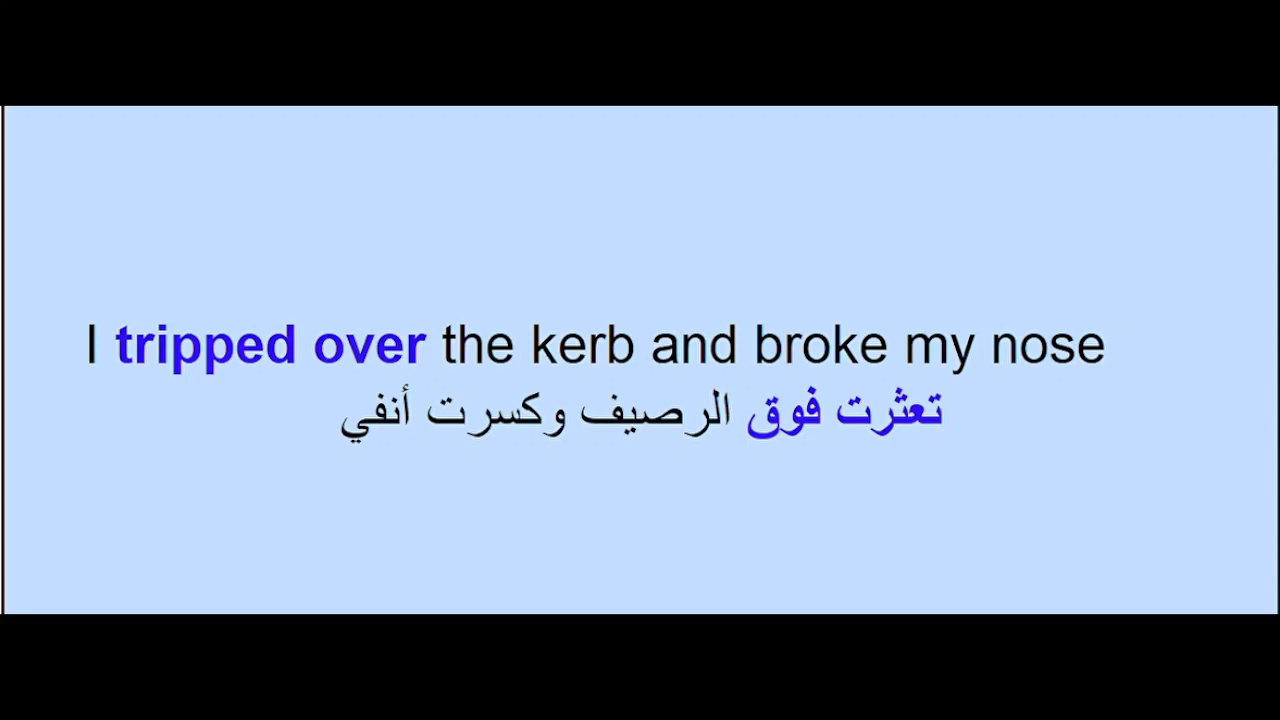 I tripped over the kerb and broke my nose
تعثرت فوق الرصيف وكسرت أنفي